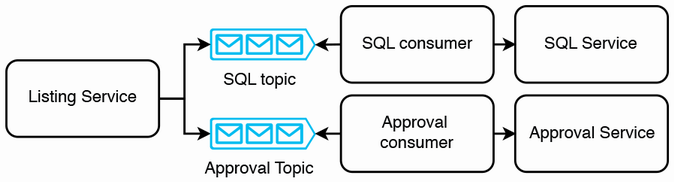 Listing Service
SQL topic
SQL consumer
SQL Service
Approval Topic
Approval
consumer
Approval Service